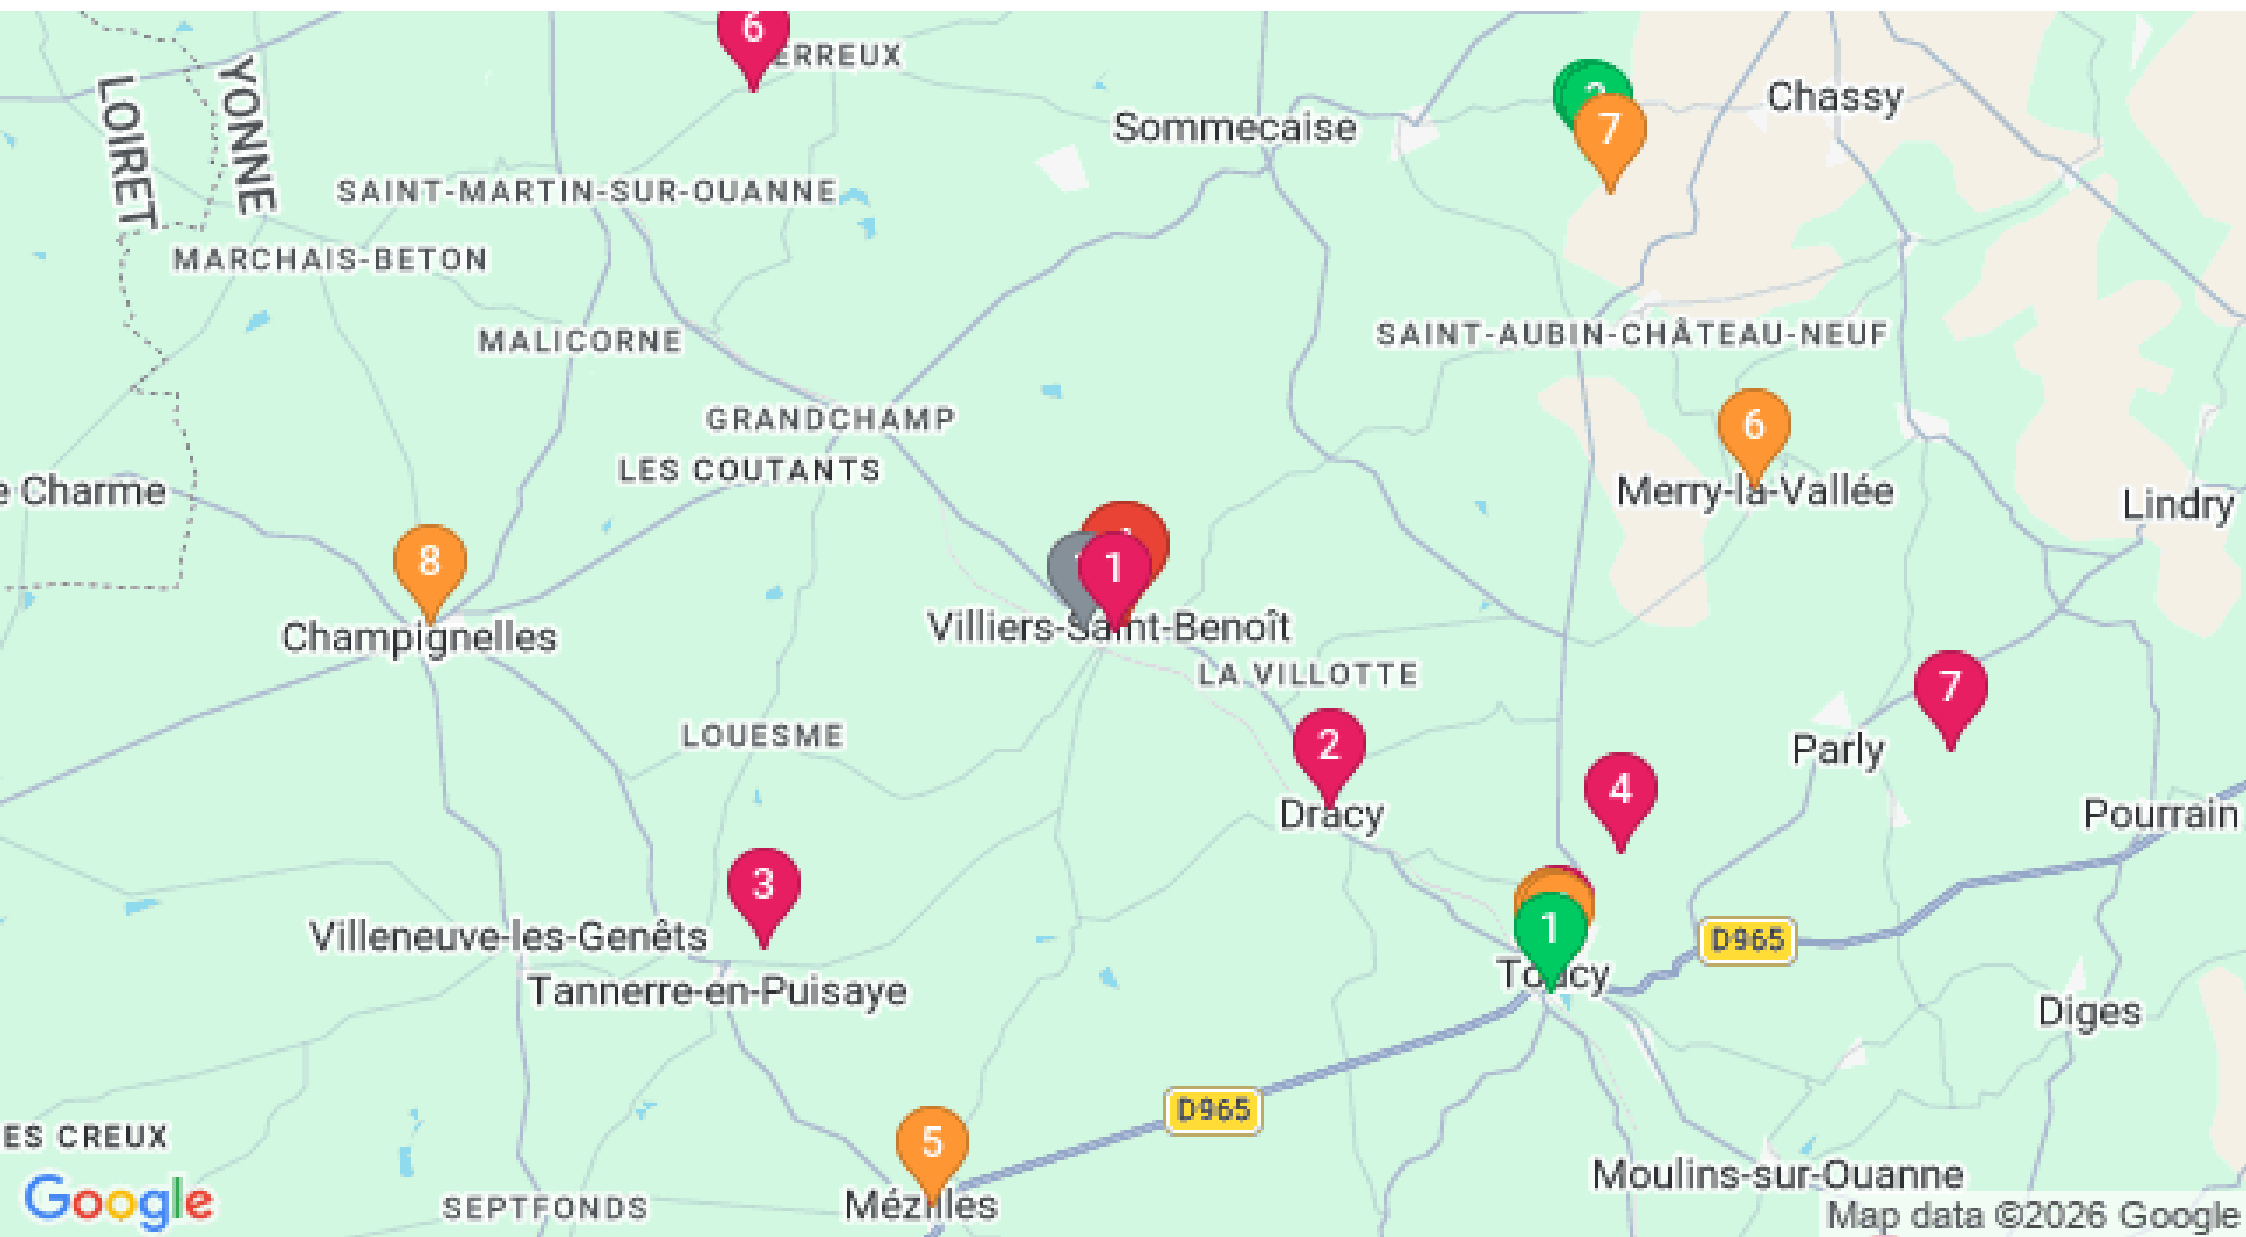 6
ERREUX
YONNE
LOIRET
Chassy
Sommecaise
7
SAINT-MARTIN-SUR-OUANNE
MARCHAIS-BETON
MALICORNE
SAINT-AUBIN-CHÂTEAU-NEUF
GRANDCHAMP
6
LES COUTANTS
e Charme
Merry-la-Vallée
Lindry
8
1
Champignelles
Villiers-Saint-Benoît
LA VILLOTTE
7
LOUESME
2
Parly
4
Dracy
Pourrain
3
1
Villeneuve-les-Genêts
D965
Toucy
Tannerre-en-Puisaye
Diges
D965
ES CREUX
5
Moulins-sur-Ouanne
Google
SEPTFONDS
Mézilles
Map data ©2026 Google